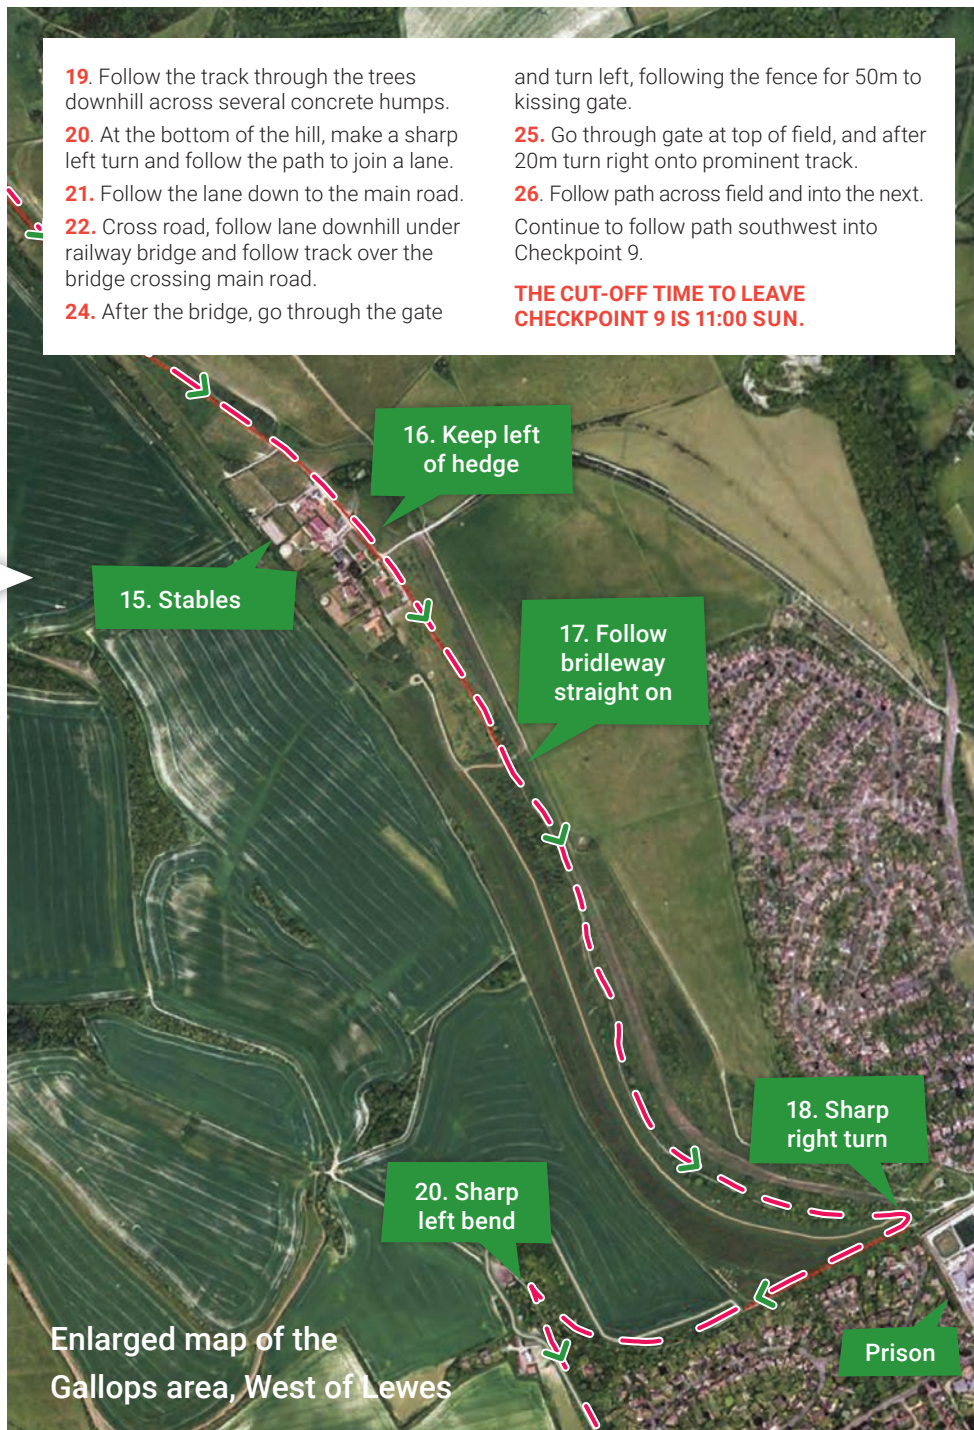 19. Follow the track through the trees
downhill across several concrete humps.
20. At the bottom of the hill, make a sharp
left turn and follow the path to join a lane.
21. Follow the lane down to the main road.
22. Cross road, follow lane downhill under
railway bridge and follow track over the
bridge crossing main road.
24. After the bridge, go through the gate
and turn left, following the fence for 50m to
kissing gate.
25. Go through gate at top of field, and after
20m turn right onto prominent track.
26. Follow path across field and into the next.
Continue to follow path southwest into
Checkpoint 9.
THE CUT-OFF TIME TO LEAVE
CHECKPOINT 9 IS 11:00 SUN.
16. Keep left
of hedge
15. Stables
17. Follow
bridleway
straight on
18. Sharp
right turn
20. Sharp
left bend
Prison
Enlarged map of the
Gallops area, West of Lewes